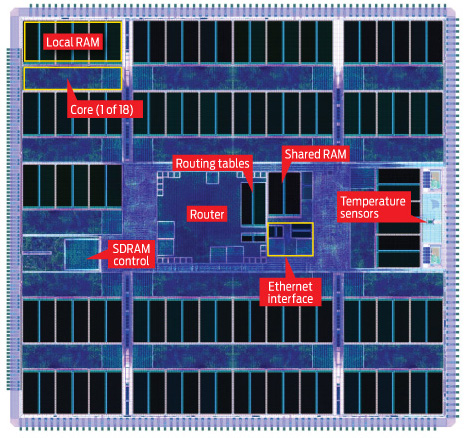 Local RAM
Core (1 of 18)
Shared RAM
Routing tables
Router
Temperature
sensors
SDRAM
control
Ethernet
interface